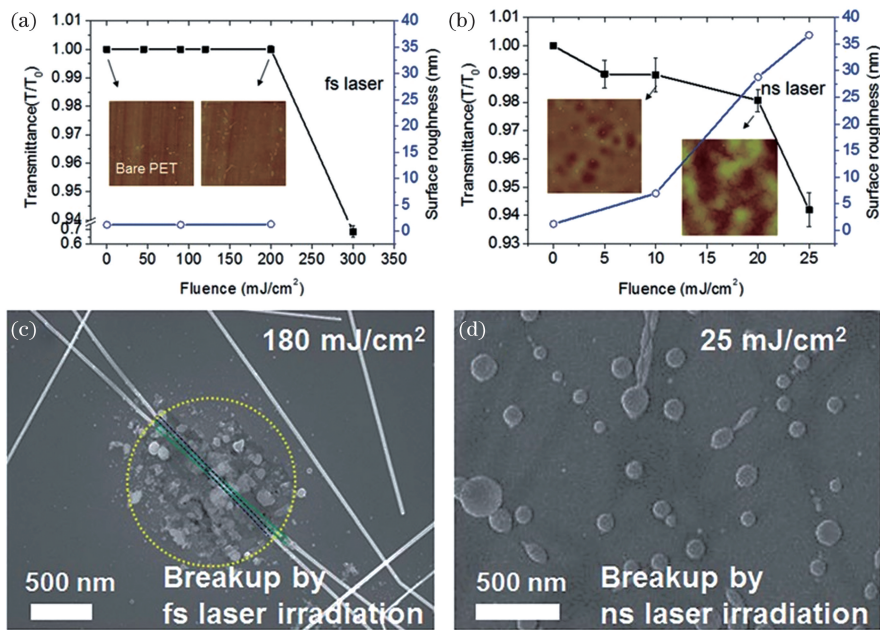 (a)
1.01
1.00
0.99
0.98
0.97
0.96
0.95
0.94
0.7
0.6
Transmittance(T/T₀)
fs laser
Bare PET
40
35
30
25
20
15
10
5
0
Surface roughness (nm)
0 50 100 150 200 250 300 350
Fluence (mJ/cm²)
(b)
1.01
1.00
0.99
0.98
0.97
0.96
0.95
0.94
0.93
Transmittance(T/T₀)
ns laser
40
35
30
25
20
15
10
5
0
Surface roughness (nm)
0 5 10 15 20 25
Fluence (mJ/cm²)
(c)
180 mJ/cm²
500 nm
Breakup by
fs laser irradiation
(d)
25 mJ/cm²
500 nm
Breakup by
ns laser irradiation